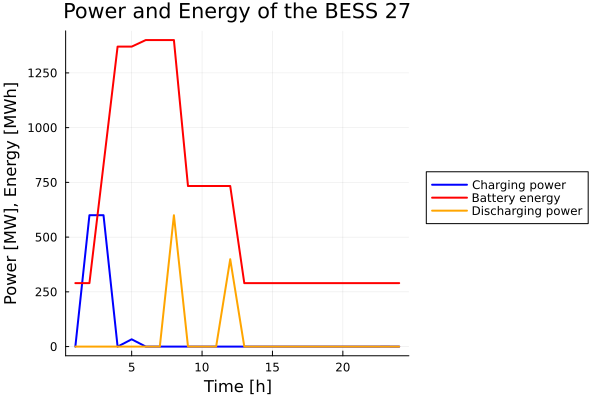 Power and Energy of the BESS 27
Power [MW], Energy [MWh]
1250
1000
750
500
250
0
5
10
15
20
Time [h]
Charging power
Battery energy
Discharging power